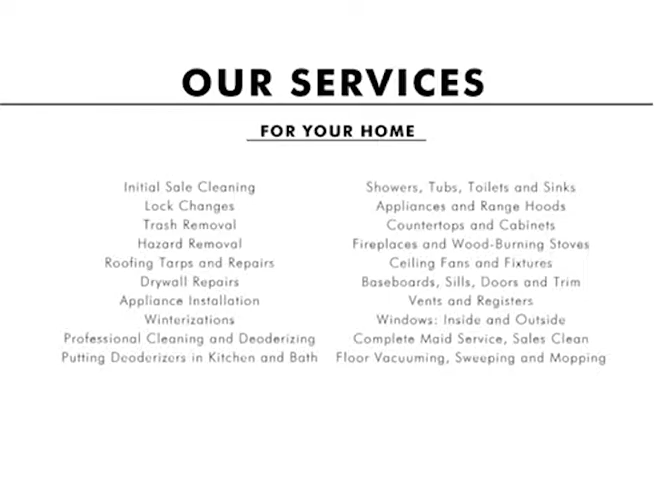 OUR SERVICES
FOR YOUR HOME
Initial Sale Cleaning
Lock Changes
Trash Removal
Hazard Removal
Roofing Tarps and Repairs
Drywall Repairs
Appliance Installation
Winterizations
Professional Cleaning and Deoderizing
Putting Deoderizers in Kitchen and Bath
Showers, Tubs, Toilets and Sinks
Appliances and Range Hoods
Countertops and Cabinets
Fireplaces and Wood-Burning Stoves
Ceiling Fans and Fixtures
Baseboards, Sills, Doors and Trim
Vents and Registers
Windows: Inside and Outside
Complete Maid Service, Sales Clean
Floor Vacuuming, Sweeping and Mopping